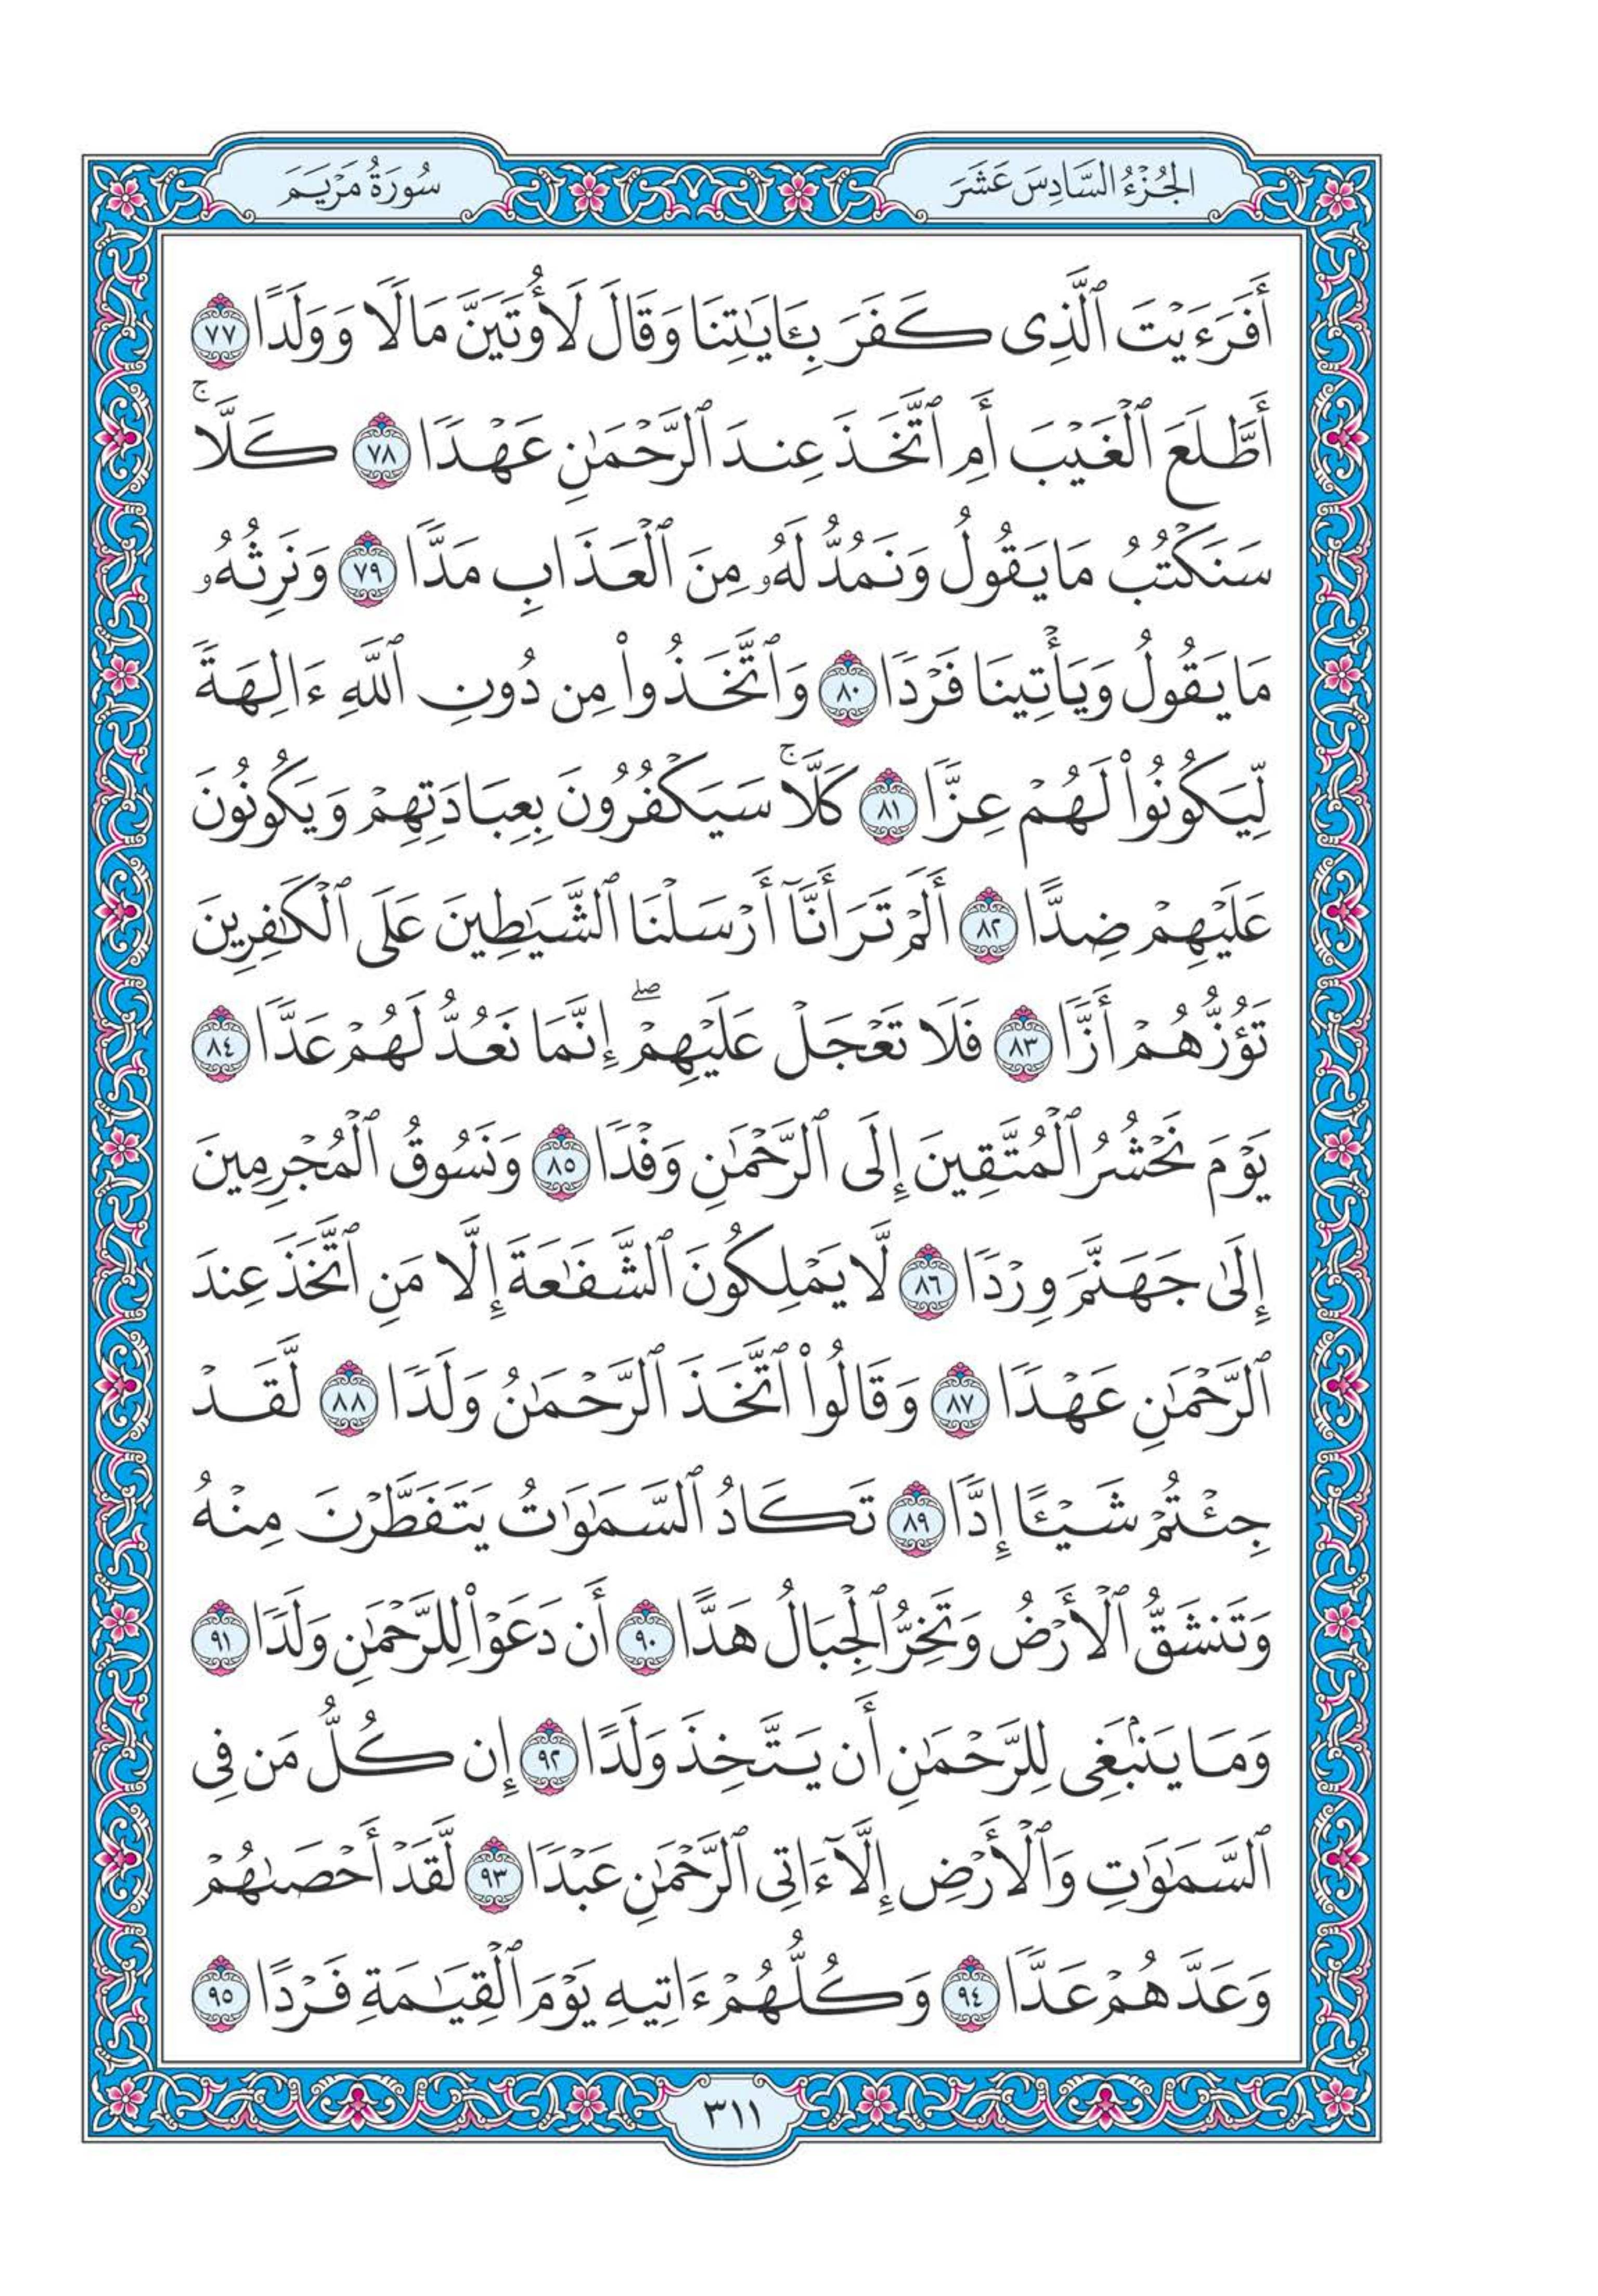 الجُزْءُ السَّادِسَ عَشَرَ
سُورَةُ مَرْيَمَ
أَفَرَءَيْتَ ٱلَّذِى كَفَرَ بِـَٔايَٰتِنَا وَقَالَ لَأُوتَيَنَّ مَالًا وَوَلَدًا ٧٧
أَطَّلَعَ ٱلْغَيْبَ أَمِ ٱتَّخَذَ عِندَ ٱلرَّحْمَٰنِ عَهْدًا ٧٨ كَلَّا ۚ
سَنَكْتُبُ مَا يَقُولُ وَنَمُدُّ لَهُۥ مِنَ ٱلْعَذَابِ مَدًّا ٧٩ وَنَرِثُهُۥ
مَا يَقُولُ وَيَأْتِينَا فَرْدًا ٨٠ وَٱتَّخَذُوا۟ مِن دُونِ ٱللَّهِ ءَالِهَةً
لِّيَكُونُوا۟ لَهُمْ عِزًّا ٨١ كَلَّا ۚ سَيَكْفُرُونَ بِعِبَادَتِهِمْ وَيَكُونُونَ
عَلَيْهِمْ ضِدًّا ٨٢ أَلَمْ تَرَ أَنَّآ أَرْسَلْنَا ٱلشَّيَٰطِينَ عَلَى ٱلْكَٰفِرِينَ
تَؤُزُّهُمْ أَزًّا ٨٣ فَلَا تَعْجَلْ عَلَيْهِمْ ۖ إِنَّمَا نَعُدُّ لَهُمْ عَدًّا ٨٤
يَوْمَ نَحْشُرُ ٱلْمُتَّقِينَ إِلَى ٱلرَّحْمَٰنِ وَفْدًا ٨٥ وَنَسُوقُ ٱلْمُجْرِمِينَ
إِلَىٰ جَهَنَّمَ وِرْدًا ٨٦ لَّا يَمْلِكُونَ ٱلشَّفَٰعَةَ إِلَّا مَنِ ٱتَّخَذَ عِندَ
ٱلرَّحْمَٰنِ عَهْدًا ٨٧ وَقَالُوا۟ ٱتَّخَذَ ٱلرَّحْمَٰنُ وَلَدًا ٨٨ لَّقَدْ
جِئْتُمْ شَيْـًٔا إِدًّا ٨٩ تَكَادُ ٱلسَّمَٰوَٰتُ يَتَفَطَّرْنَ مِنْهُ
وَتَنشَقُّ ٱلْأَرْضُ وَتَخِرُّ ٱلْجِبَالُ هَدًّا ٩٠ أَن دَعَوْا۟ لِلرَّحْمَٰنِ وَلَدًا ٩١
وَمَا يَنۢبَغِى لِلرَّحْمَٰنِ أَن يَتَّخِذَ وَلَدًا ٩٢ إِن كُلُّ مَن فِى
ٱلسَّمَٰوَٰتِ وَٱلْأَرْضِ إِلَّآ ءَاتِى ٱلرَّحْمَٰنِ عَبْدًا ٩٣ لَّقَدْ أَحْصَىٰهُمْ
وَعَدَّهُمْ عَدًّا ٩٤ وَكُلُّهُمْ ءَاتِيهِ يَوْمَ ٱلْقِيَٰمَةِ فَرْدًا ٩٥
٣١١